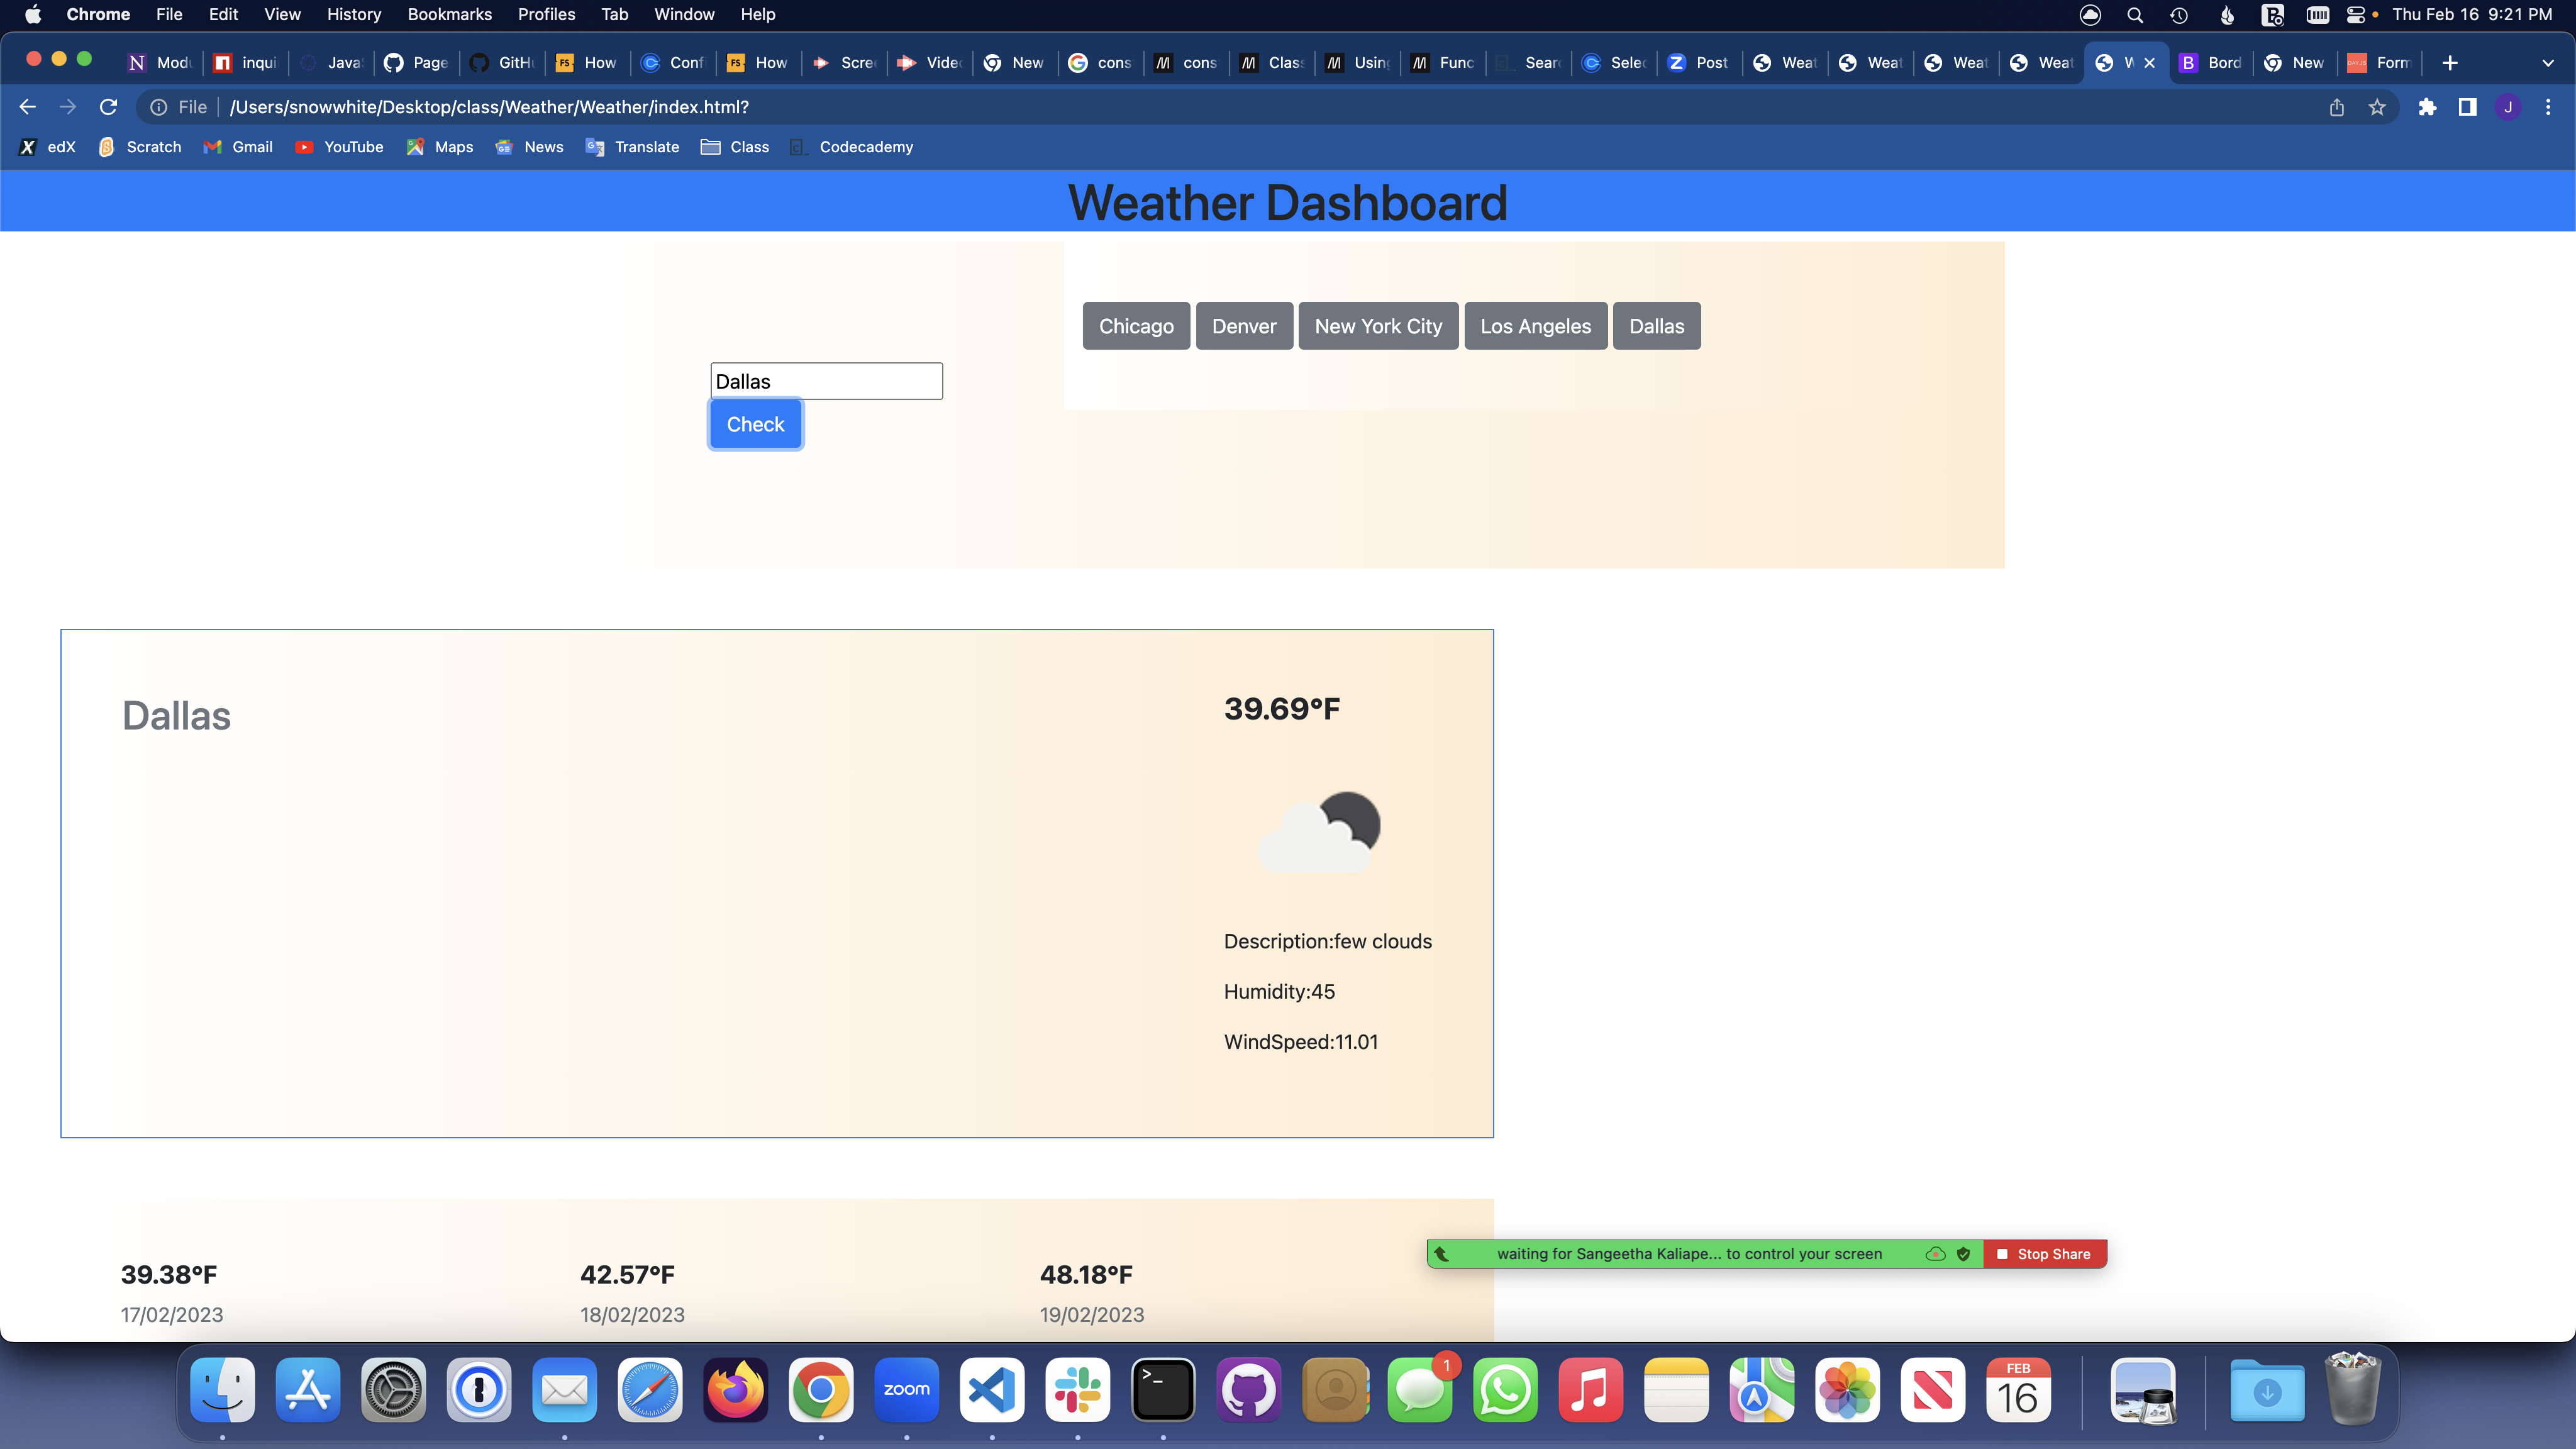 Chrome File Edit View History Bookmarks Profiles Tab Window Help Thu Feb 16 9:21 PM
Modu inqui Java Page GitHu How Conf How Scree Video New cons cons Class Using Func Sear Selec Post Weat Weat Weat Weat W Bord New Form
File /Users/snowwhite/Desktop/class/Weather/Weather/index.html? J
edX Scratch Gmail YouTube Maps News Translate Class Codecademy
Weather Dashboard
Chicago Denver New York City Los Angeles Dallas
Dallas
Check
Dallas
39.69°F
Description:few clouds
Humidity:45
WindSpeed:11.01
waiting for Sangeetha Kaliape... to control your screen Stop Share
39.38°F 42.57°F 48.18°F
17/02/2023 18/02/2023 19/02/2023
zoom
1
FEB
16